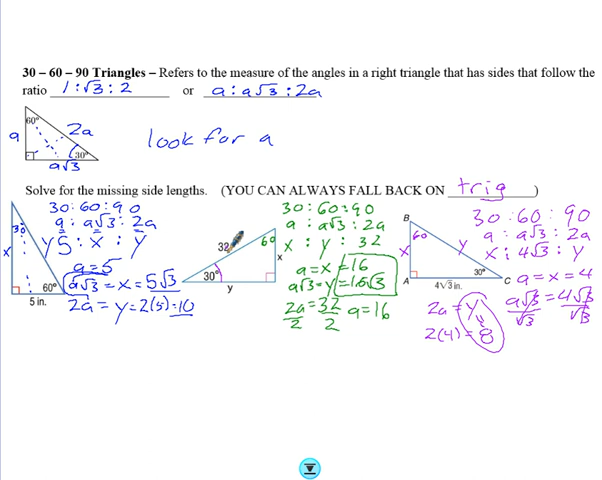 30 – 60 – 90 Triangles – Refers to the measure of the angles in a right triangle that has sides that follow the
ratio 1 : √3 : 2 or a : a√3 : 2a
60°
a
2a
30°
a√3
look for a
Solve for the missing side lengths. (YOU CAN ALWAYS FALL BACK ON trig)
30
x
60°
5 in.
30 : 60 : 90
a : a√3 : 2a
5 : x : y
a = 5
a√3 = x = 5√3
2a = y = 2(5) = 10
y
32
60
30°
x
y
30 : 60 : 90
a : a√3 : 2a
x : y : 32
a = x = 16
a√3 = y = 16√3
2a = 32
2 2
a = 16
B
60
x
y
30°
A
C
4√3 in.
30 : 60 : 90
a : a√3 : 2a
x : 4√3 : y
a = x = 4
a√3 = 4√3
√3 √3
2a = y
2(4) = 8